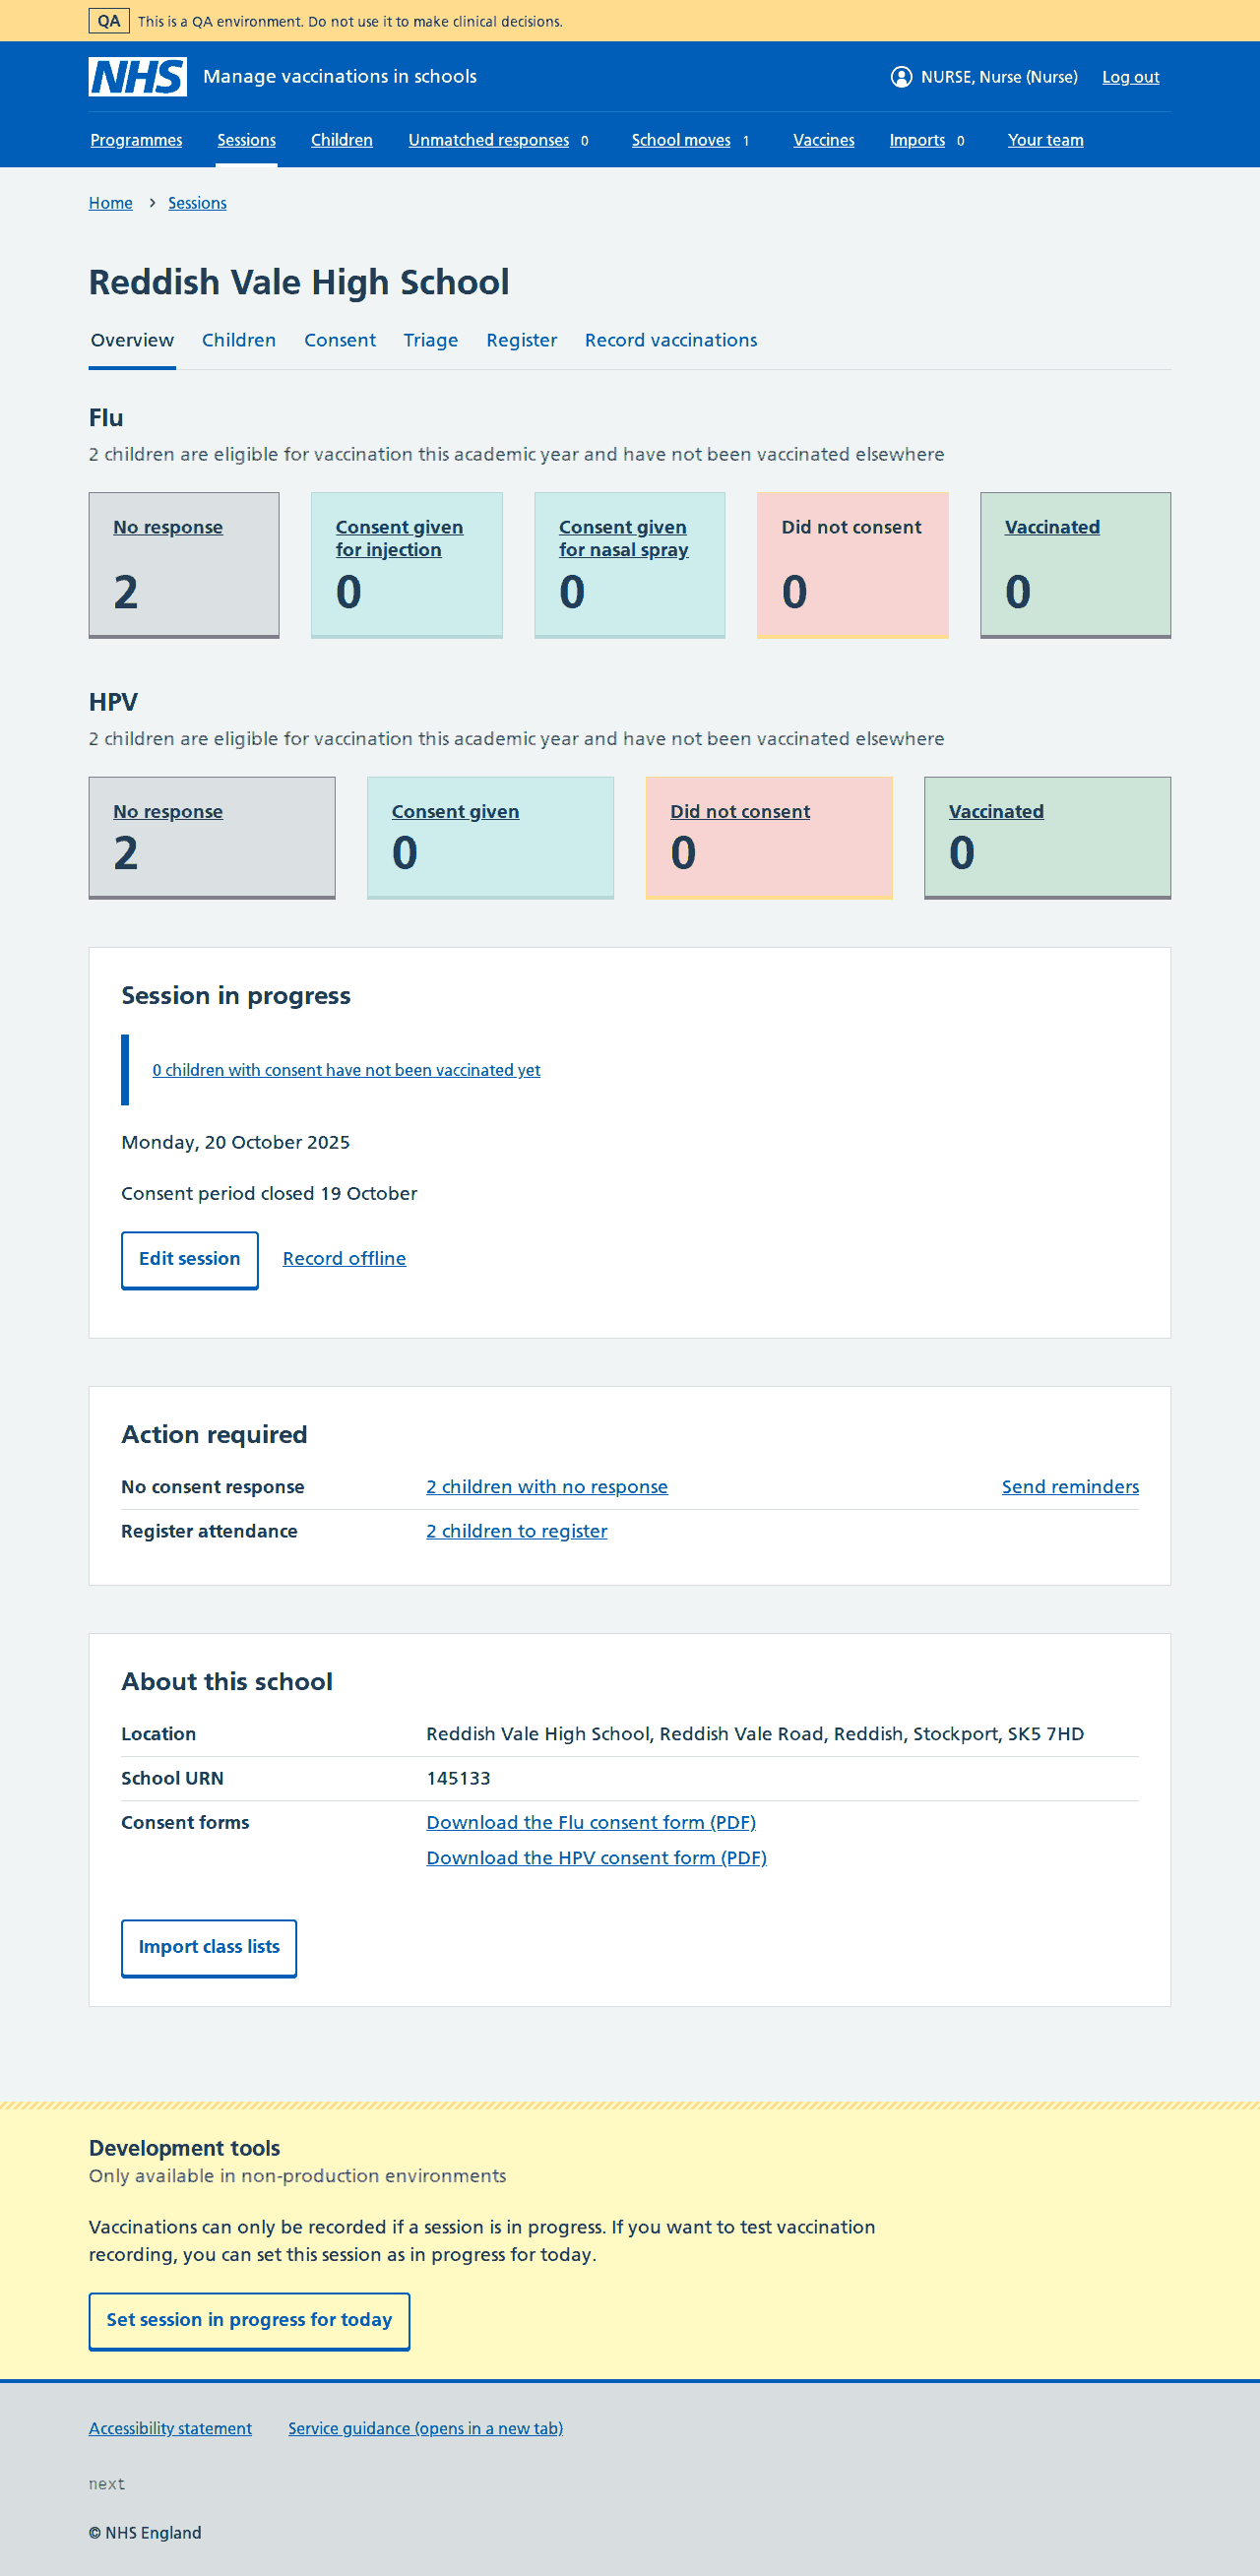 QA This is a QA environment. Do not use it to make clinical decisions.
NHS Manage vaccinations in schools NURSE, Nurse (Nurse) Log out
Programmes Sessions Children Unmatched responses 0 School moves 1 Vaccines Imports 0 Your team
Home › Sessions
Reddish Vale High School
Overview Children Consent Triage Register Record vaccinations
Flu
2 children are eligible for vaccination this academic year and have not been vaccinated elsewhere
No response
2
Consent given
for injection
0
Consent given
for nasal spray
0
Did not consent
0
Vaccinated
0
HPV
2 children are eligible for vaccination this academic year and have not been vaccinated elsewhere
No response
2
Consent given
0
Did not consent
0
Vaccinated
0
Session in progress
0 children with consent have not been vaccinated yet
Monday, 20 October 2025
Consent period closed 19 October
Edit session Record offline
Action required
No consent response 2 children with no response Send reminders
Register attendance 2 children to register
About this school
Location Reddish Vale High School, Reddish Vale Road, Reddish, Stockport, SK5 7HD
School URN 145133
Consent forms Download the Flu consent form (PDF)
Download the HPV consent form (PDF)
Import class lists
Development tools
Only available in non-production environments
Vaccinations can only be recorded if a session is in progress. If you want to test vaccination
recording, you can set this session as in progress for today.
Set session in progress for today
Accessibility statement Service guidance (opens in a new tab)
next
© NHS England